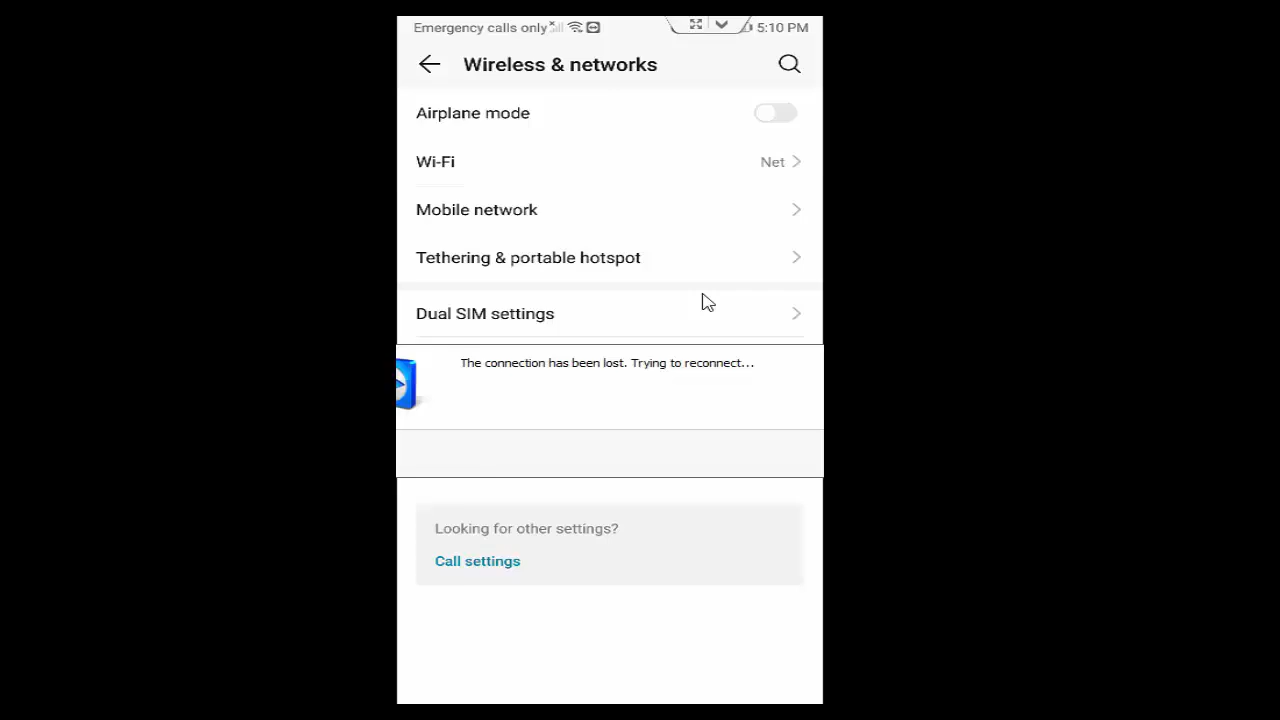 Emergency calls only 5:10 PM
Wireless & networks
Airplane mode
Wi-Fi Net
Mobile network
Tethering & portable hotspot
Dual SIM settings
The connection has been lost. Trying to reconnect...
Looking for other settings?
Call settings